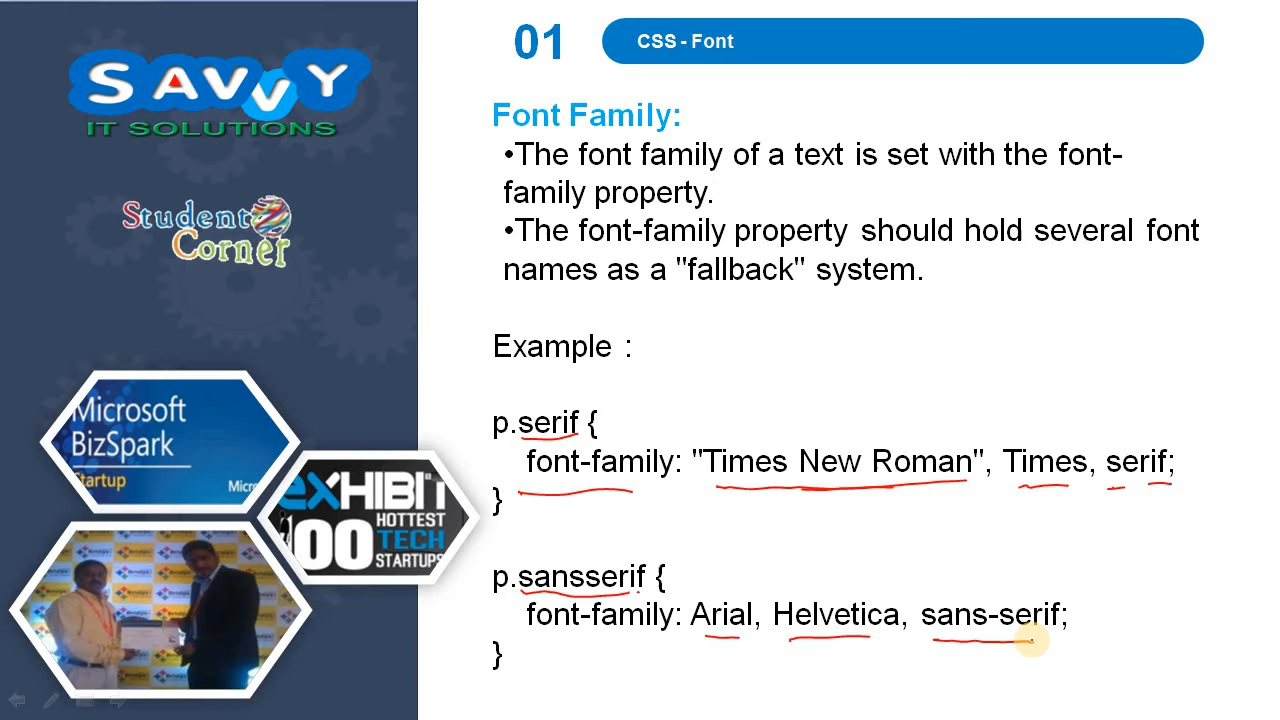 SAVVY
IT SOLUTIONS
Student
Corner
Microsoft
BizSpark
Startup
Micro
eXHIBIT
100 HOTTEST
TECH
STARTUPS
01
CSS - Font
Font Family:
•The font family of a text is set with the font-
family property.
•The font-family property should hold several font
names as a "fallback" system.
Example :
p.serif {
font-family: "Times New Roman", Times, serif;
}
p.sansserif {
font-family: Arial, Helvetica, sans-serif;
}